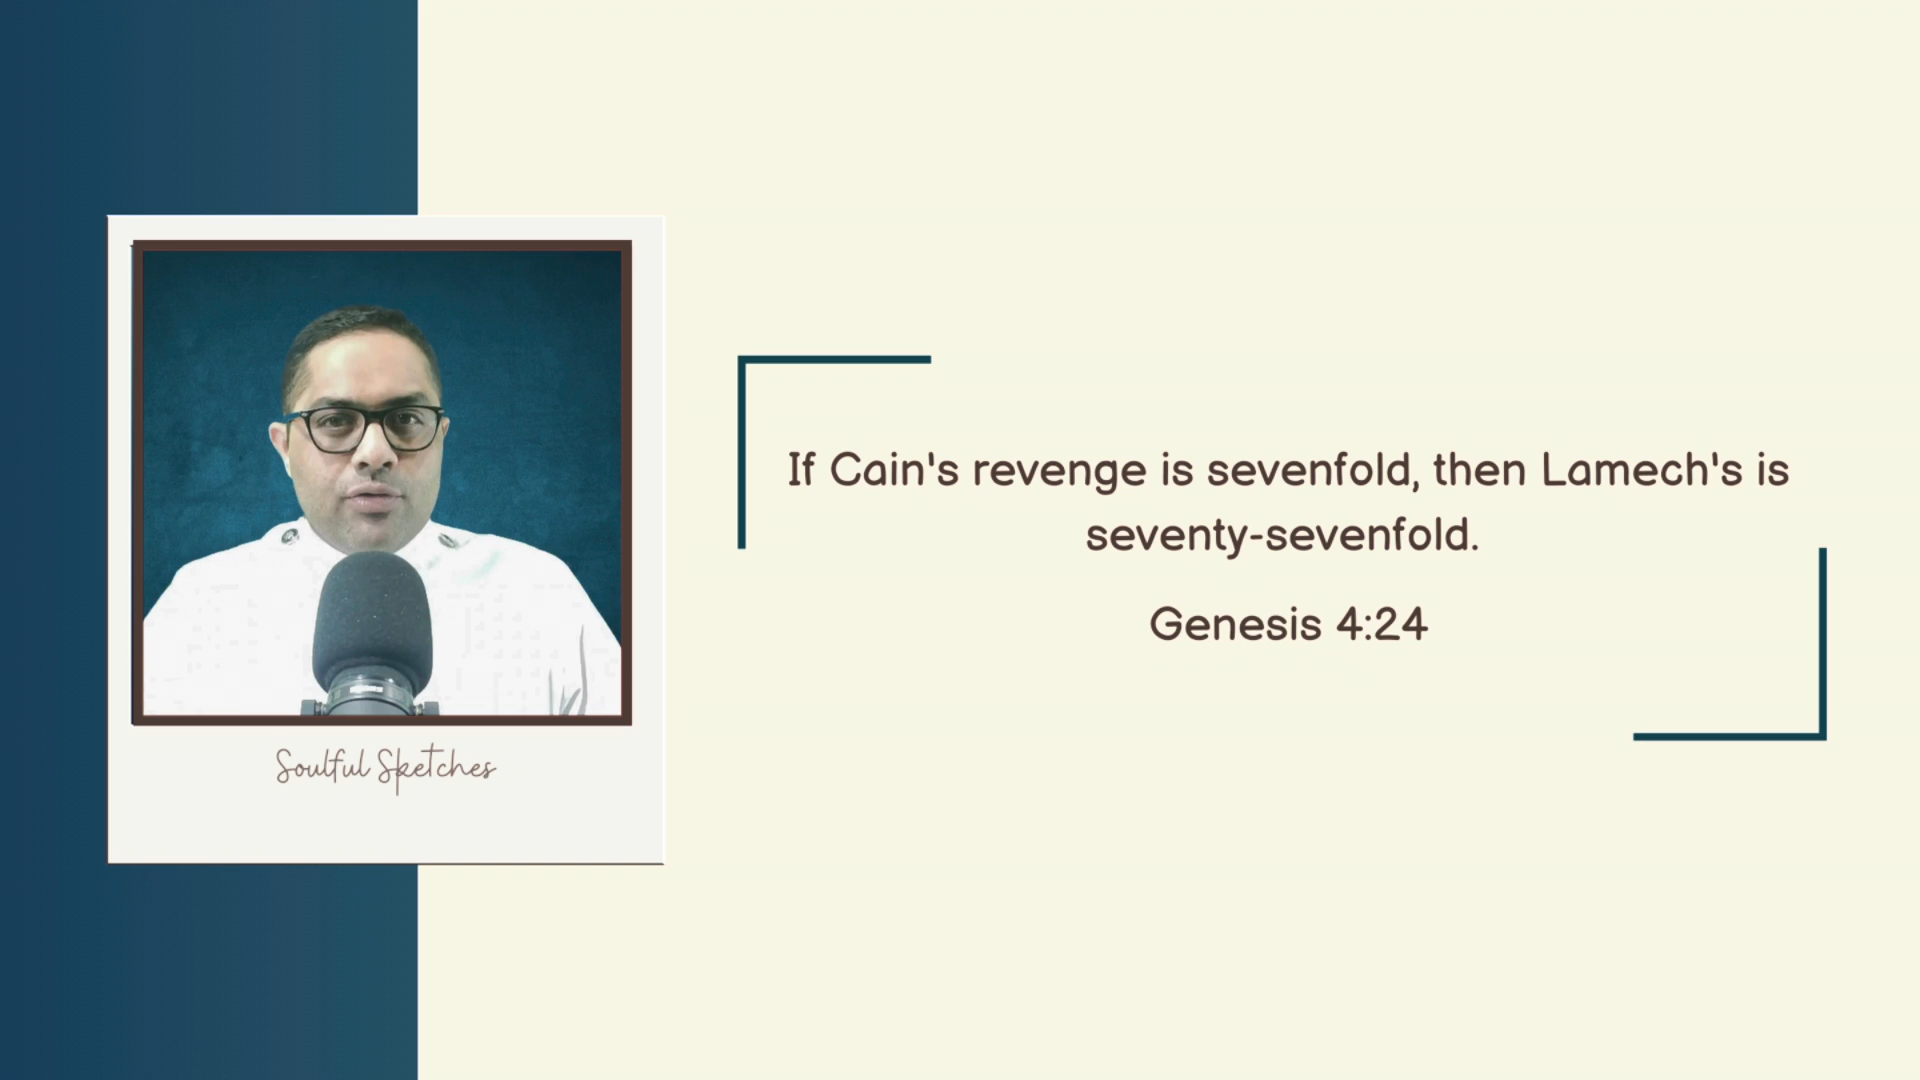 If Cain's revenge is sevenfold, then Lamech's is
seventy-sevenfold.
Genesis 4:24
Soulful Sketches